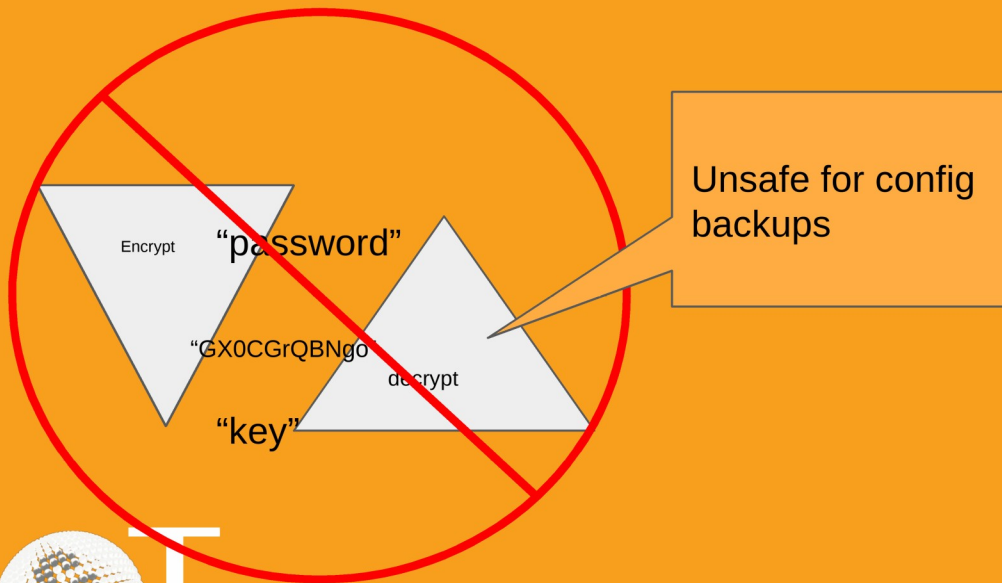 Encrypt
“password”
Unsafe for config
backups
“GX0CGrQBNgo”
decrypt
“key”
T